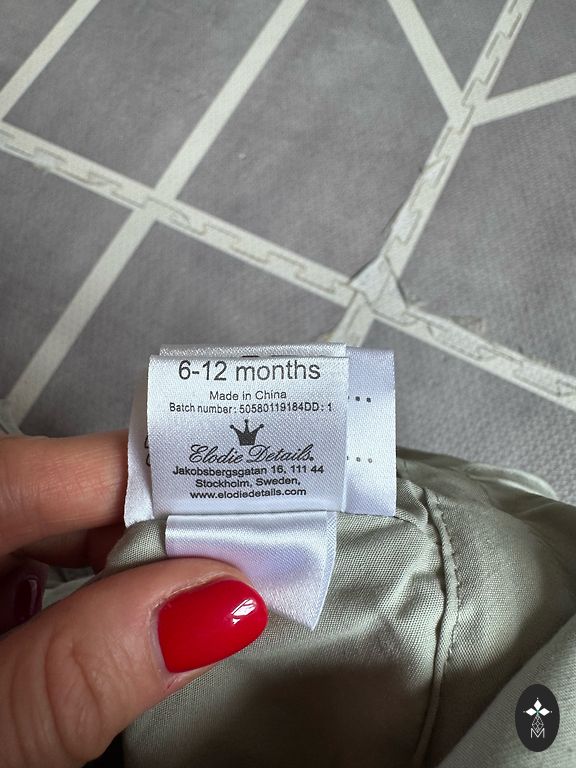 6-12 months
Made in China
Batch number: 50580119184DD: 1
Elodie Details.
Jakobsbergsgatan 16, 111 44
Stockholm, Sweden,
www.elodiedetails.com